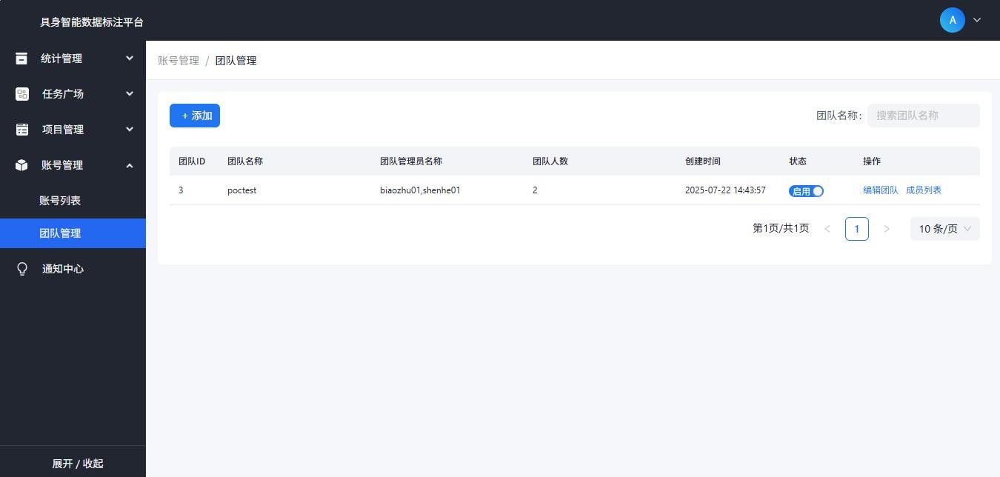 具身智能数据标注平台
A
统计管理
任务广场
项目管理
账号管理
账号列表
团队管理
通知中心
展开 / 收起
账号管理 / 团队管理
+ 添加
团队名称：
搜索团队名称
团队ID 团队名称 团队管理员名称 团队人数 创建时间 状态 操作
3 poctest biaozhu01,shenhe01 2 2025-07-22 14:43:57 启用 编辑团队 成员列表
第1页/共1页 < 1 > 10 条/页